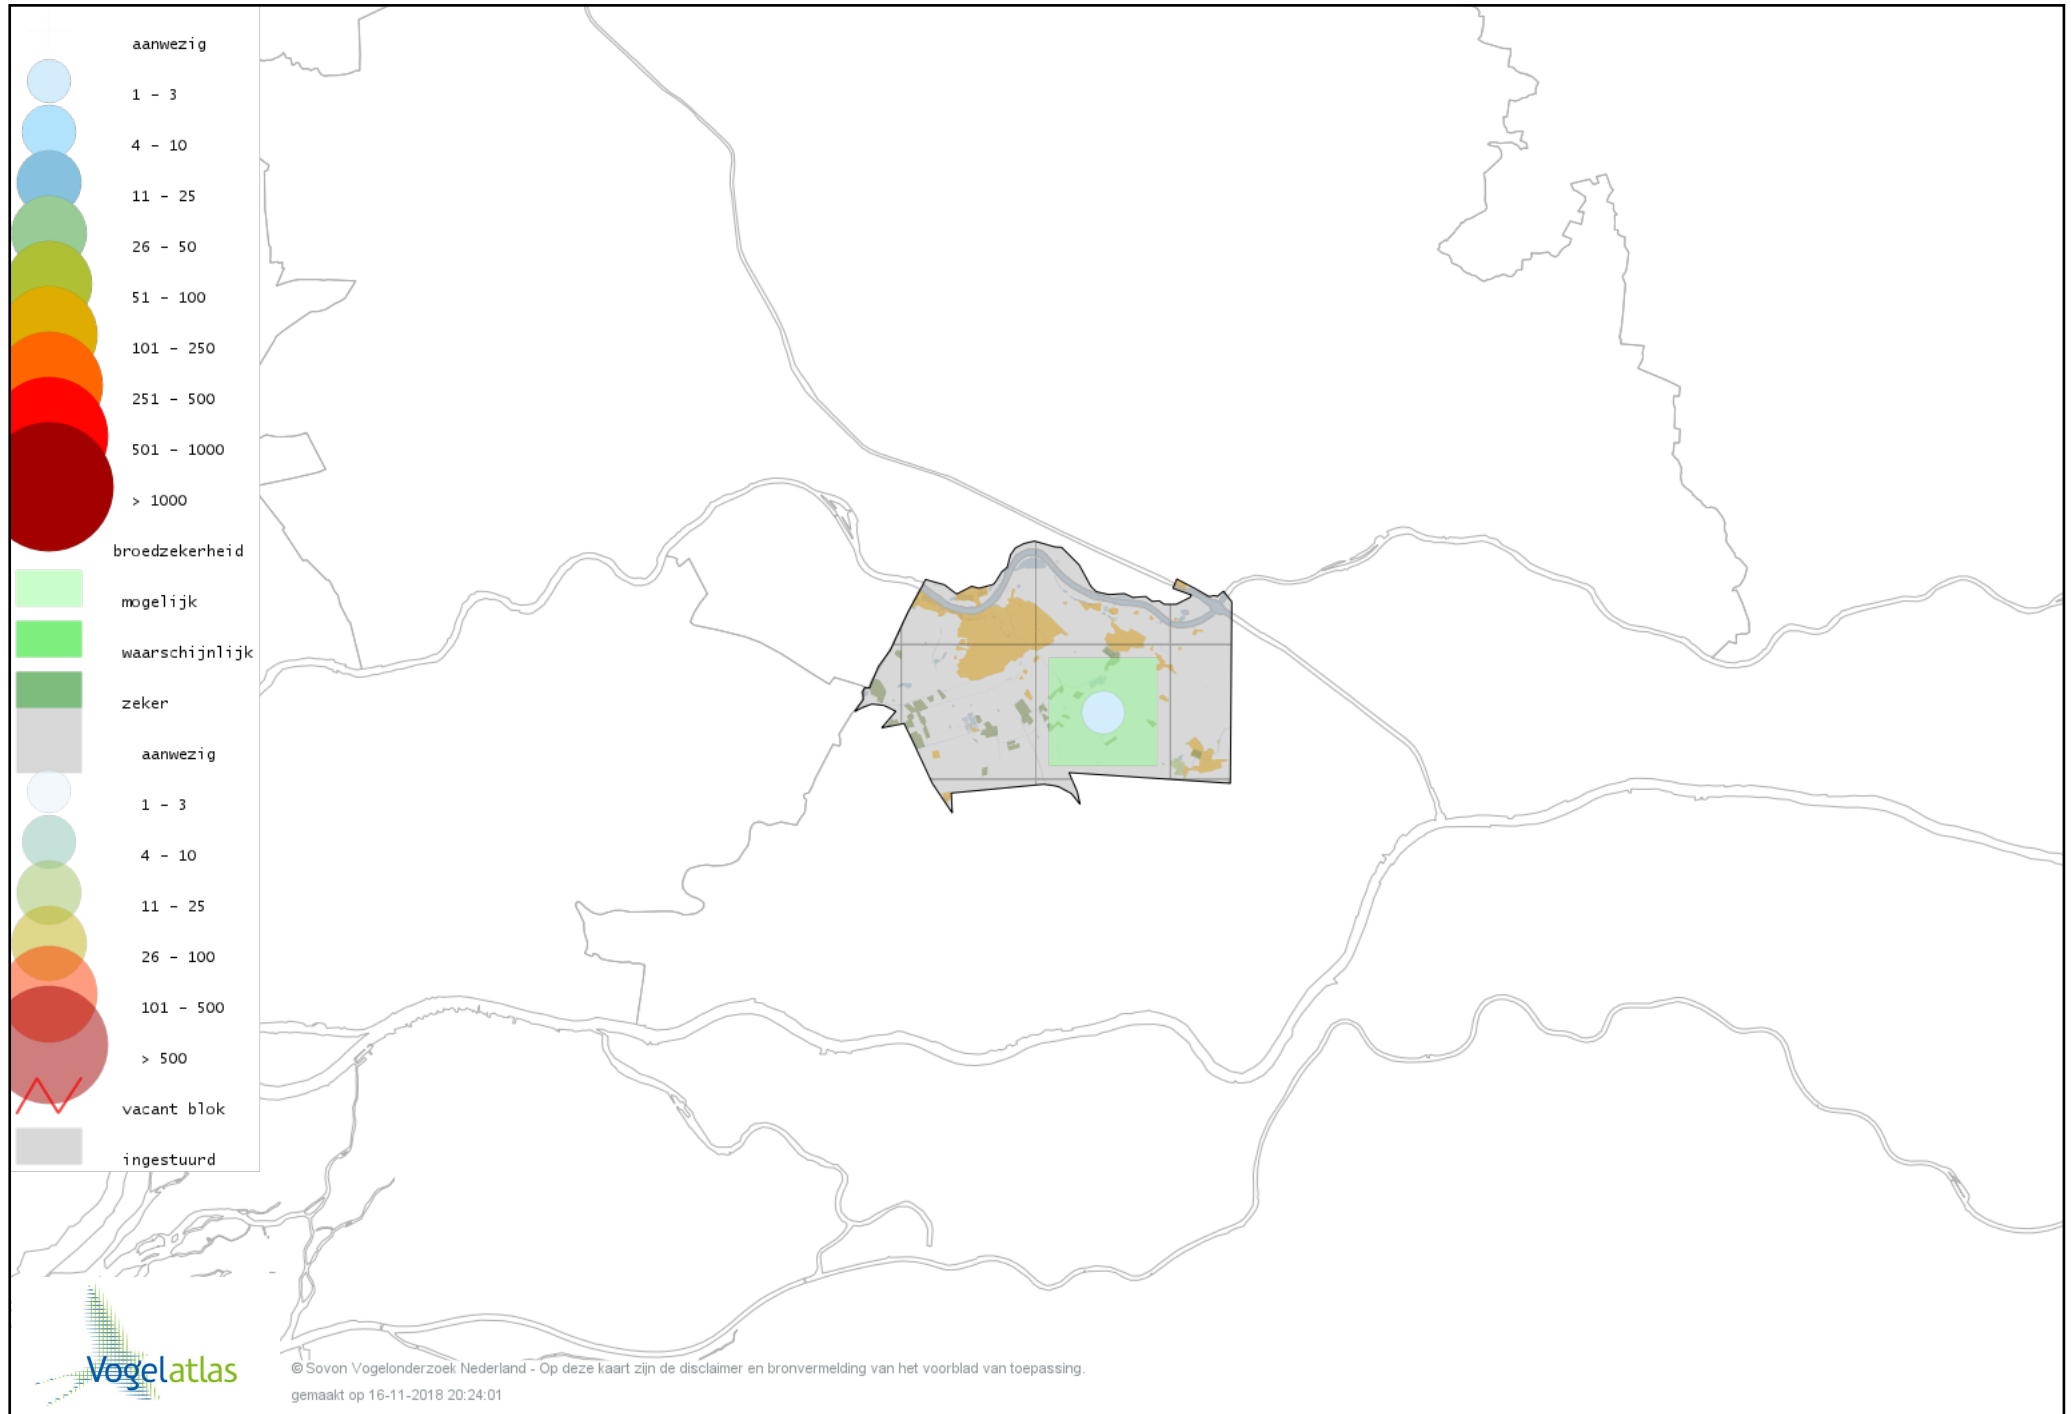 aanwezig
1 - 3
4 - 10
11 - 25
26 - 50
51 - 100
101 - 250
251 - 500
501 - 1000
> 1000
broedzekerheid
mogelijk
waarschijnlijk
zeker
aanwezig
1 - 3
4 - 10
11 - 25
26 - 100
101 - 500
> 500
vacant blok
ingestuurd
Vogelatlas
© Sovon Vogelonderzoek Nederland - Op deze kaart zijn de disclaimer en bronvermelding van het voorblad van toepassing.
gemaakt op 16-11-2018 20:24:01